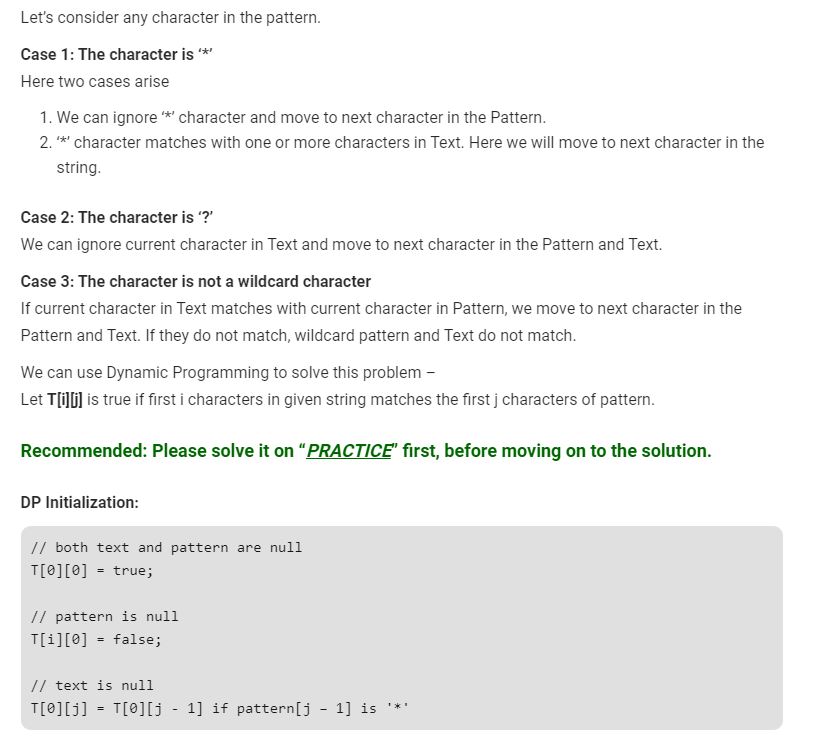 Let's consider any character in the pattern.
Case 1: The character is ‘*’
Here two cases arise
1. We can ignore ‘*’ character and move to next character in the Pattern.
2. ‘*’ character matches with one or more characters in Text. Here we will move to next character in the
string.
Case 2: The character is ‘?’
We can ignore current character in Text and move to next character in the Pattern and Text.
Case 3: The character is not a wildcard character
If current character in Text matches with current character in Pattern, we move to next character in the
Pattern and Text. If they do not match, wildcard pattern and Text do not match.
We can use Dynamic Programming to solve this problem –
Let T[i][j] is true if first i characters in given string matches the first j characters of pattern.
Recommended: Please solve it on “PRACTICE” first, before moving on to the solution.
DP Initialization:
// both text and pattern are null
T[0][0] = true;
// pattern is null
T[i][0] = false;
// text is null
T[0][j] = T[0][j - 1] if pattern[j – 1] is '*'